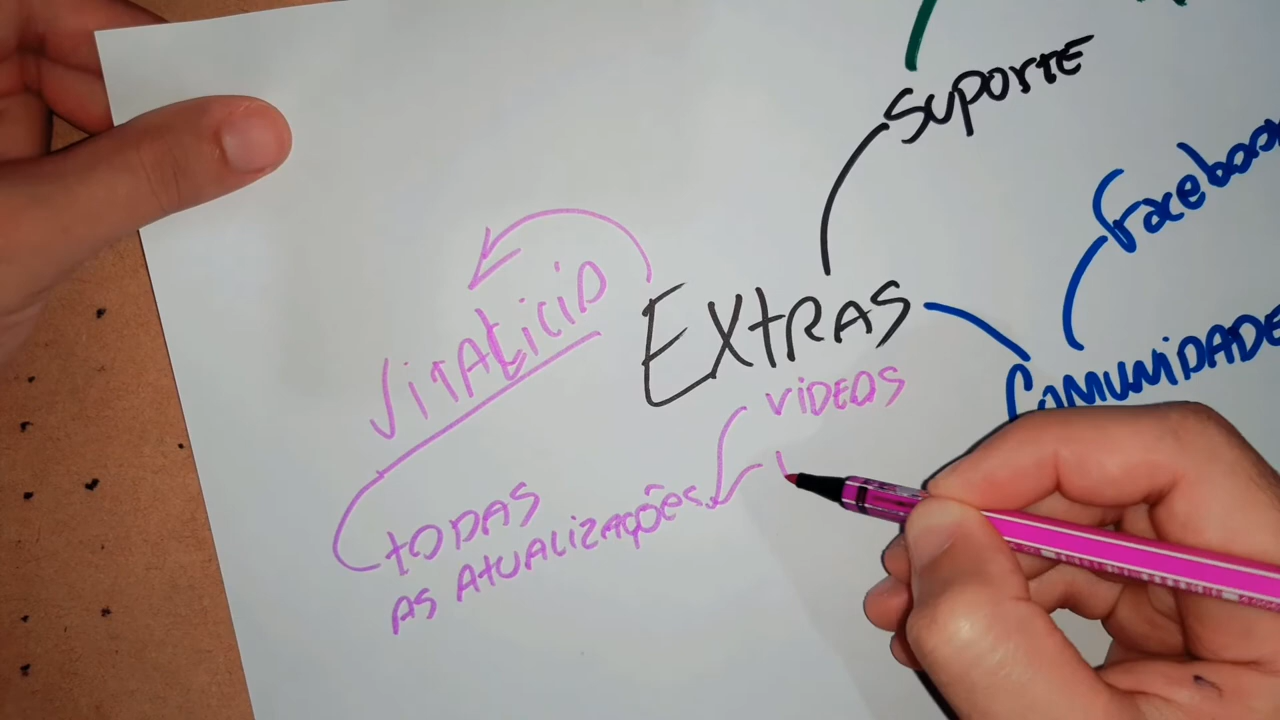 Suporte
Facebook
VITALÍCIO
EXTRAS
COMUNIDADE
VIDEOS
TODAS
AS ATUALIZAÇÕES